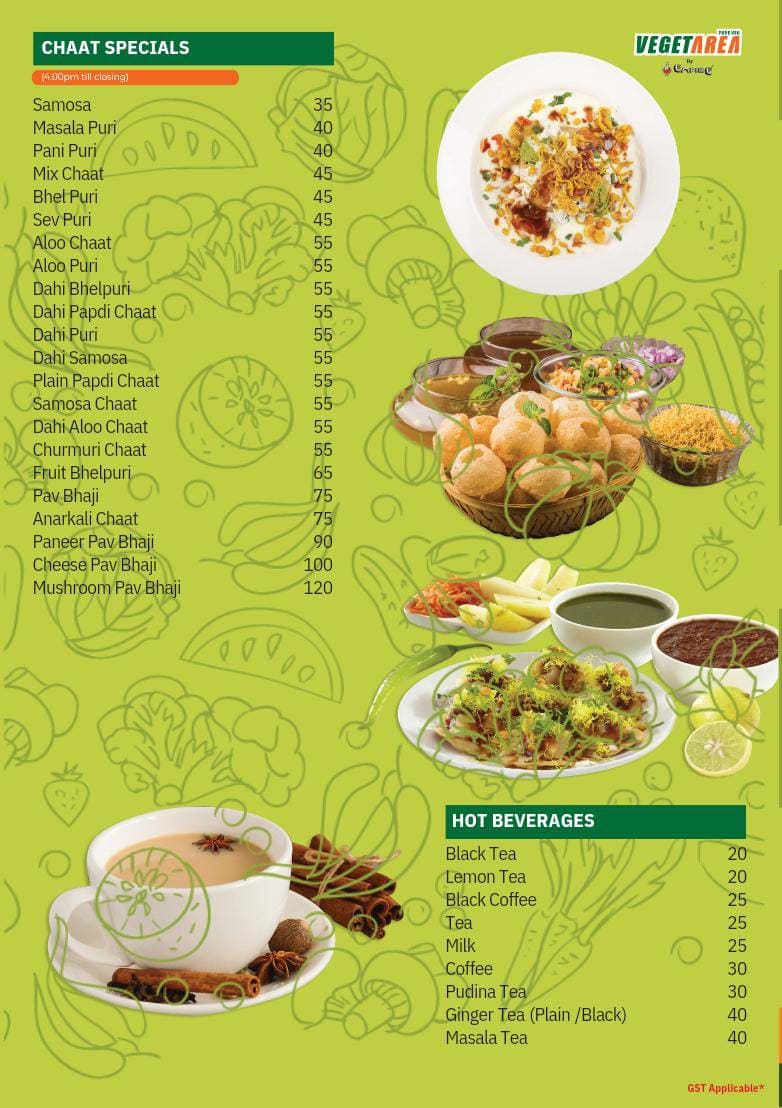 CHAAT SPECIALS
(4.00pm till closing)
Samosa 35
Masala Puri 40
Pani Puri 40
Mix Chaat 45
Bhel Puri 45
Sev Puri 45
Aloo Chaat 55
Aloo Puri 55
Dahi Bhelpuri 55
Dahi Papdi Chaat 55
Dahi Puri 55
Dahi Samosa 55
Plain Papdi Chaat 55
Samosa Chaat 55
Dahi Aloo Chaat 55
Churmuri Chaat 55
Fruit Bhelpuri 65
Pav Bhaji 75
Anarkali Chaat 75
Paneer Pav Bhaji 90
Cheese Pav Bhaji 100
Mushroom Pav Bhaji 120
PURE VEG
VEGETAREA
By
EMPIRE
HOT BEVERAGES
Black Tea 20
Lemon Tea 20
Black Coffee 25
Tea 25
Milk 25
Coffee 30
Pudina Tea 30
Ginger Tea (Plain /Black) 40
Masala Tea 40
GST Applicable*